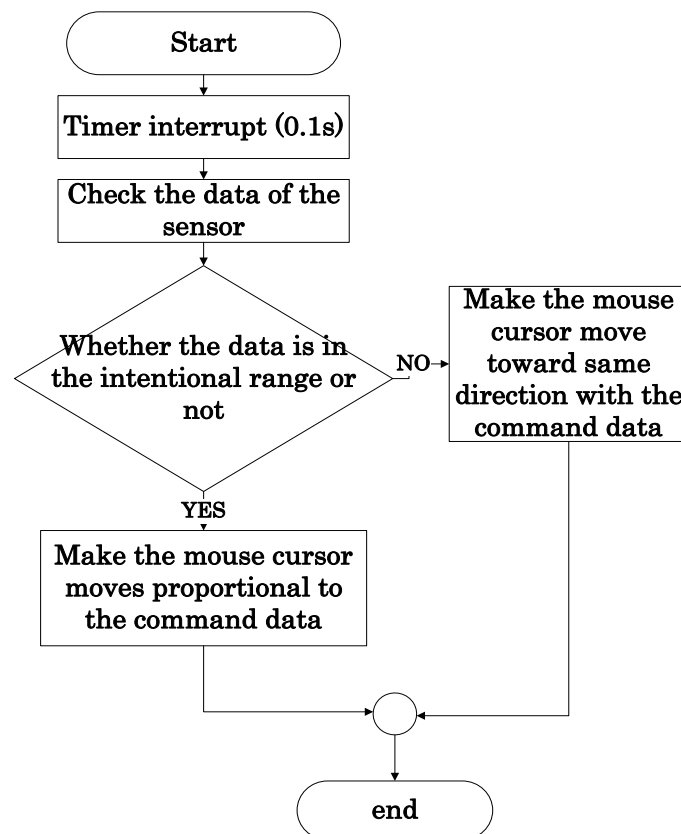 Start
Timer interrupt (0.1s)
Check the data of the
sensor
Whether the data is in
the intentional range or
not
NO
Make the mouse
cursor move
toward same
direction with the
command data
YES
Make the mouse cursor
moves proportional to
the command data
end